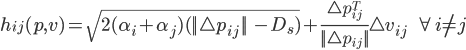 h_{ij}(p,v) = \sqrt{2(\alpha_i + \alpha_j)(\|\triangle p_{ij}\| - D_s)} + \frac{\triangle p_{ij}^T}{\|\triangle p_{ij}\|} \triangle v_{ij} \quad \forall i \neq j